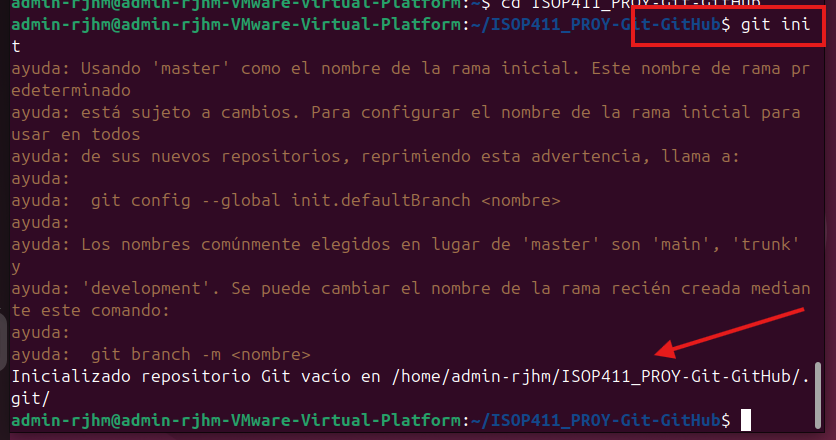 admin-rjhm@admin-rjhm-VMware-Virtual-Platform:~$ cd ISOP411_PROY-Git-GitHub
admin-rjhm@admin-rjhm-VMware-Virtual-Platform:~/ISOP411_PROY-Git-GitHub$ git ini
t
ayuda: Usando 'master' como el nombre de la rama inicial. Este nombre de rama pr
edeterminado
ayuda: está sujeto a cambios. Para configurar el nombre de la rama inicial para
usar en todos
ayuda: de sus nuevos repositorios, reprimiendo esta advertencia, llama a:
ayuda:
ayuda:  git config --global init.defaultBranch <nombre>
ayuda:
ayuda: Los nombres comúnmente elegidos en lugar de 'master' son 'main', 'trunk'
y
ayuda: 'development'. Se puede cambiar el nombre de la rama recién creada median
te este comando:
ayuda:
ayuda:  git branch -m <nombre>
Inicializado repositorio Git vacío en /home/admin-rjhm/ISOP411_PROY-Git-GitHub/.
git/
admin-rjhm@admin-rjhm-VMware-Virtual-Platform:~/ISOP411_PROY-Git-GitHub$